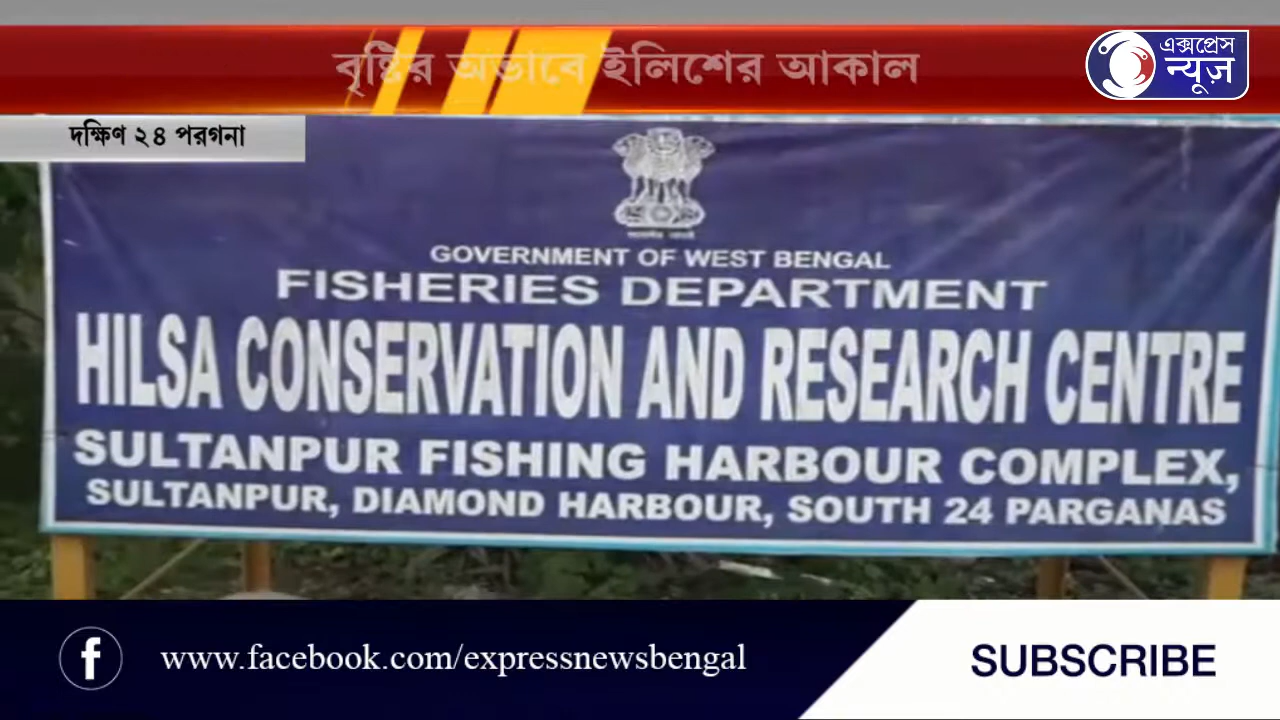 বৃষ্টির অভাবে ইলিশের আকাল
এক্সপ্রেস
ন্যূজ়
দক্ষিণ ২৪ পরগনা
GOVERNMENT OF WEST BENGAL
FISHERIES DEPARTMENT
HILSA CONSERVATION AND RESEARCH CENTRE
SULTANPUR FISHING HARBOUR COMPLEX,
SULTANPUR, DIAMOND HARBOUR, SOUTH 24 PARGANAS
www.facebook.com/expressnewsbengal
SUBSCRIBE